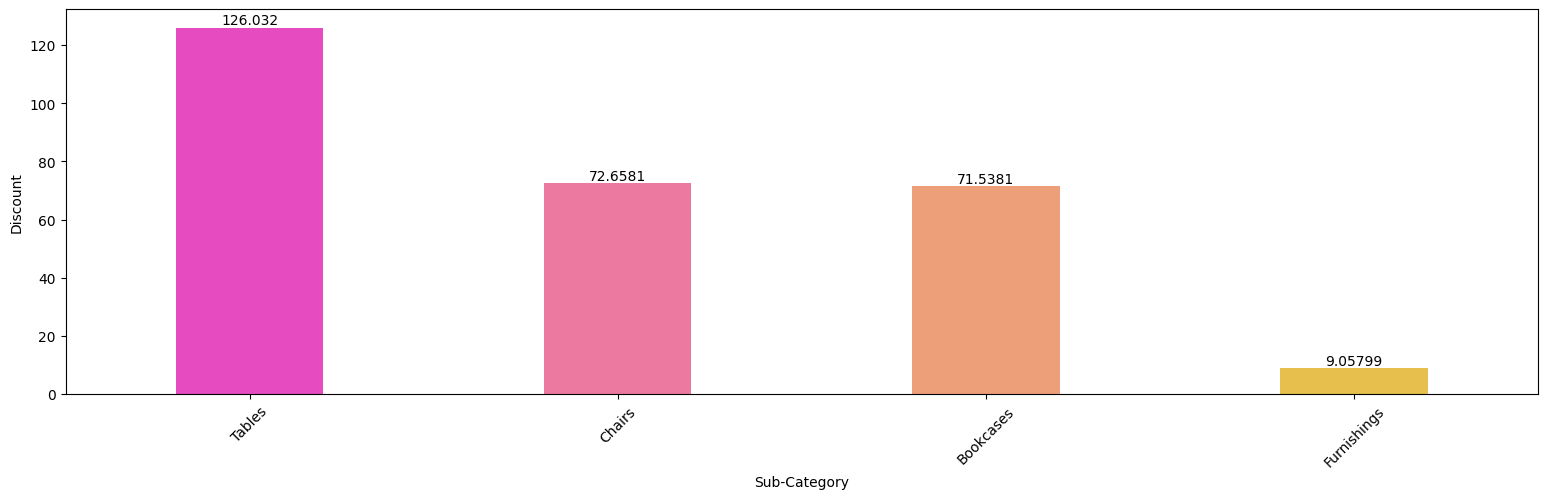 126.032
120
100
80
72.6581
71.5381
60
40
20
9.05799
0
Discount
Tables
Chairs
Bookcases
Furnishings
Sub-Category